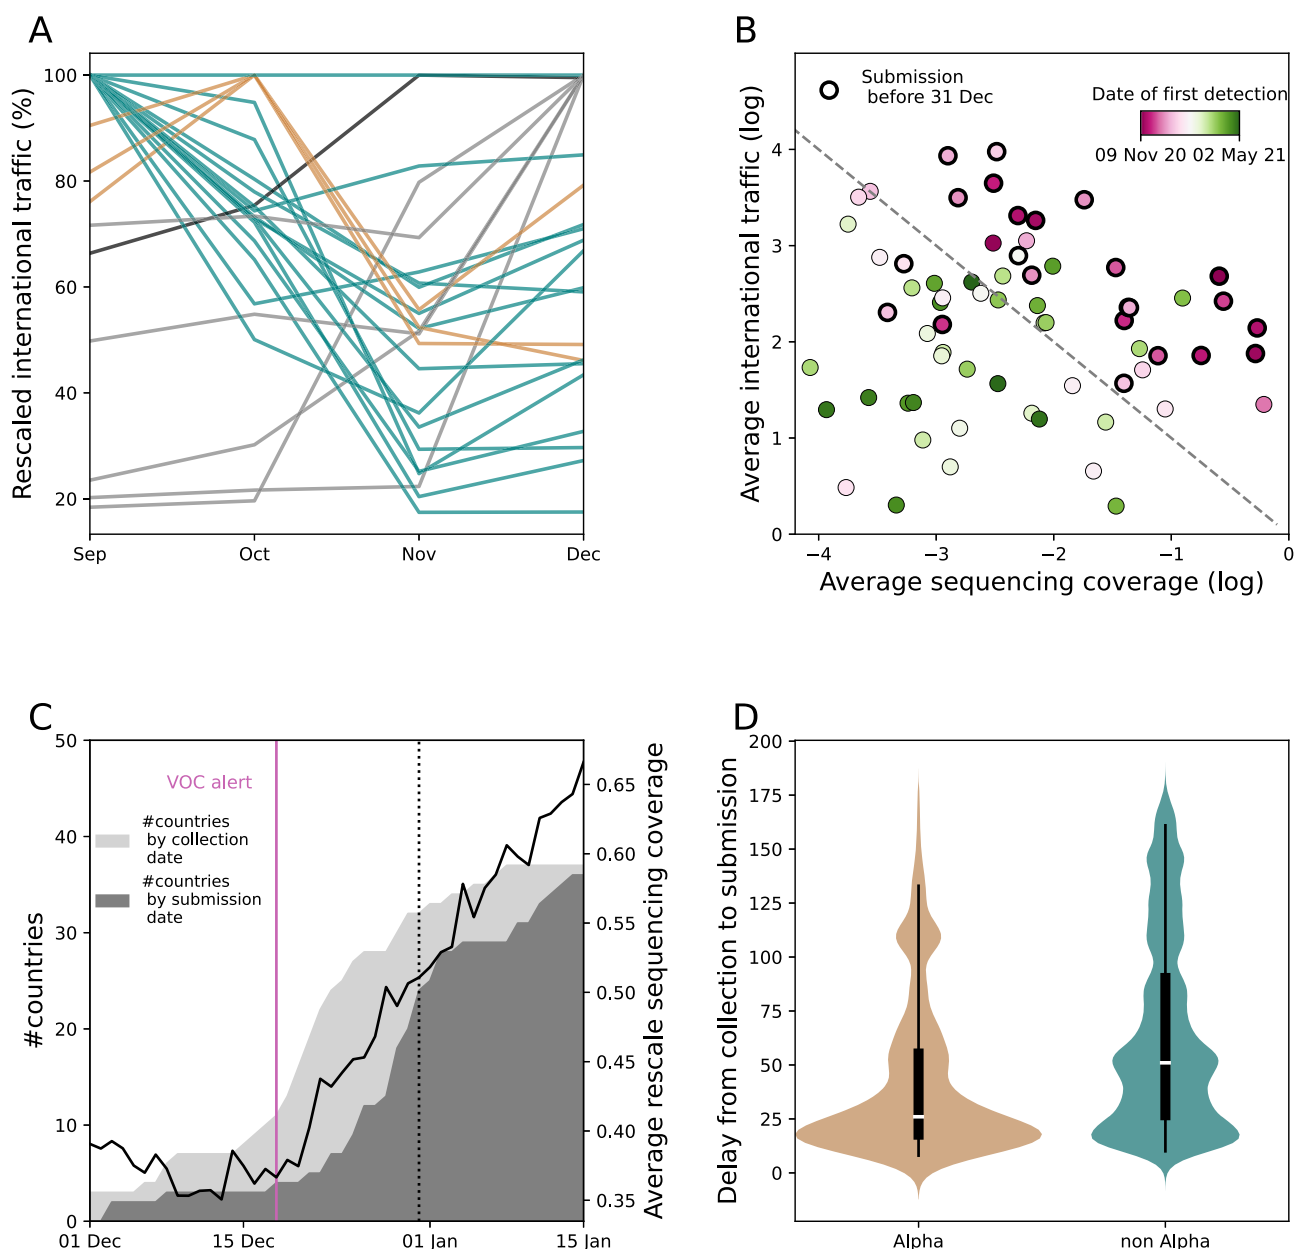 A
Rescaled international traffic (%)
100
80
60
40
20
Sep
Oct
Nov
Dec
B
Submission
before 31 Dec
Date of first detection
09 Nov 20 02 May 21
Average international traffic (log)
4
3
2
1
0
−4
−3
−2
−1
0
Average sequencing coverage (log)
C
VOC alert
#countries
by collection
date
#countries
by submission
date
#countries
50
40
30
20
10
0
01 Dec
15 Dec
01 Jan
15 Jan
0.65
0.60
0.55
0.50
0.45
0.40
0.35
Average rescale sequencing coverage
D
Delay from collection to submission
200
175
150
125
100
75
50
25
0
Alpha
non Alpha